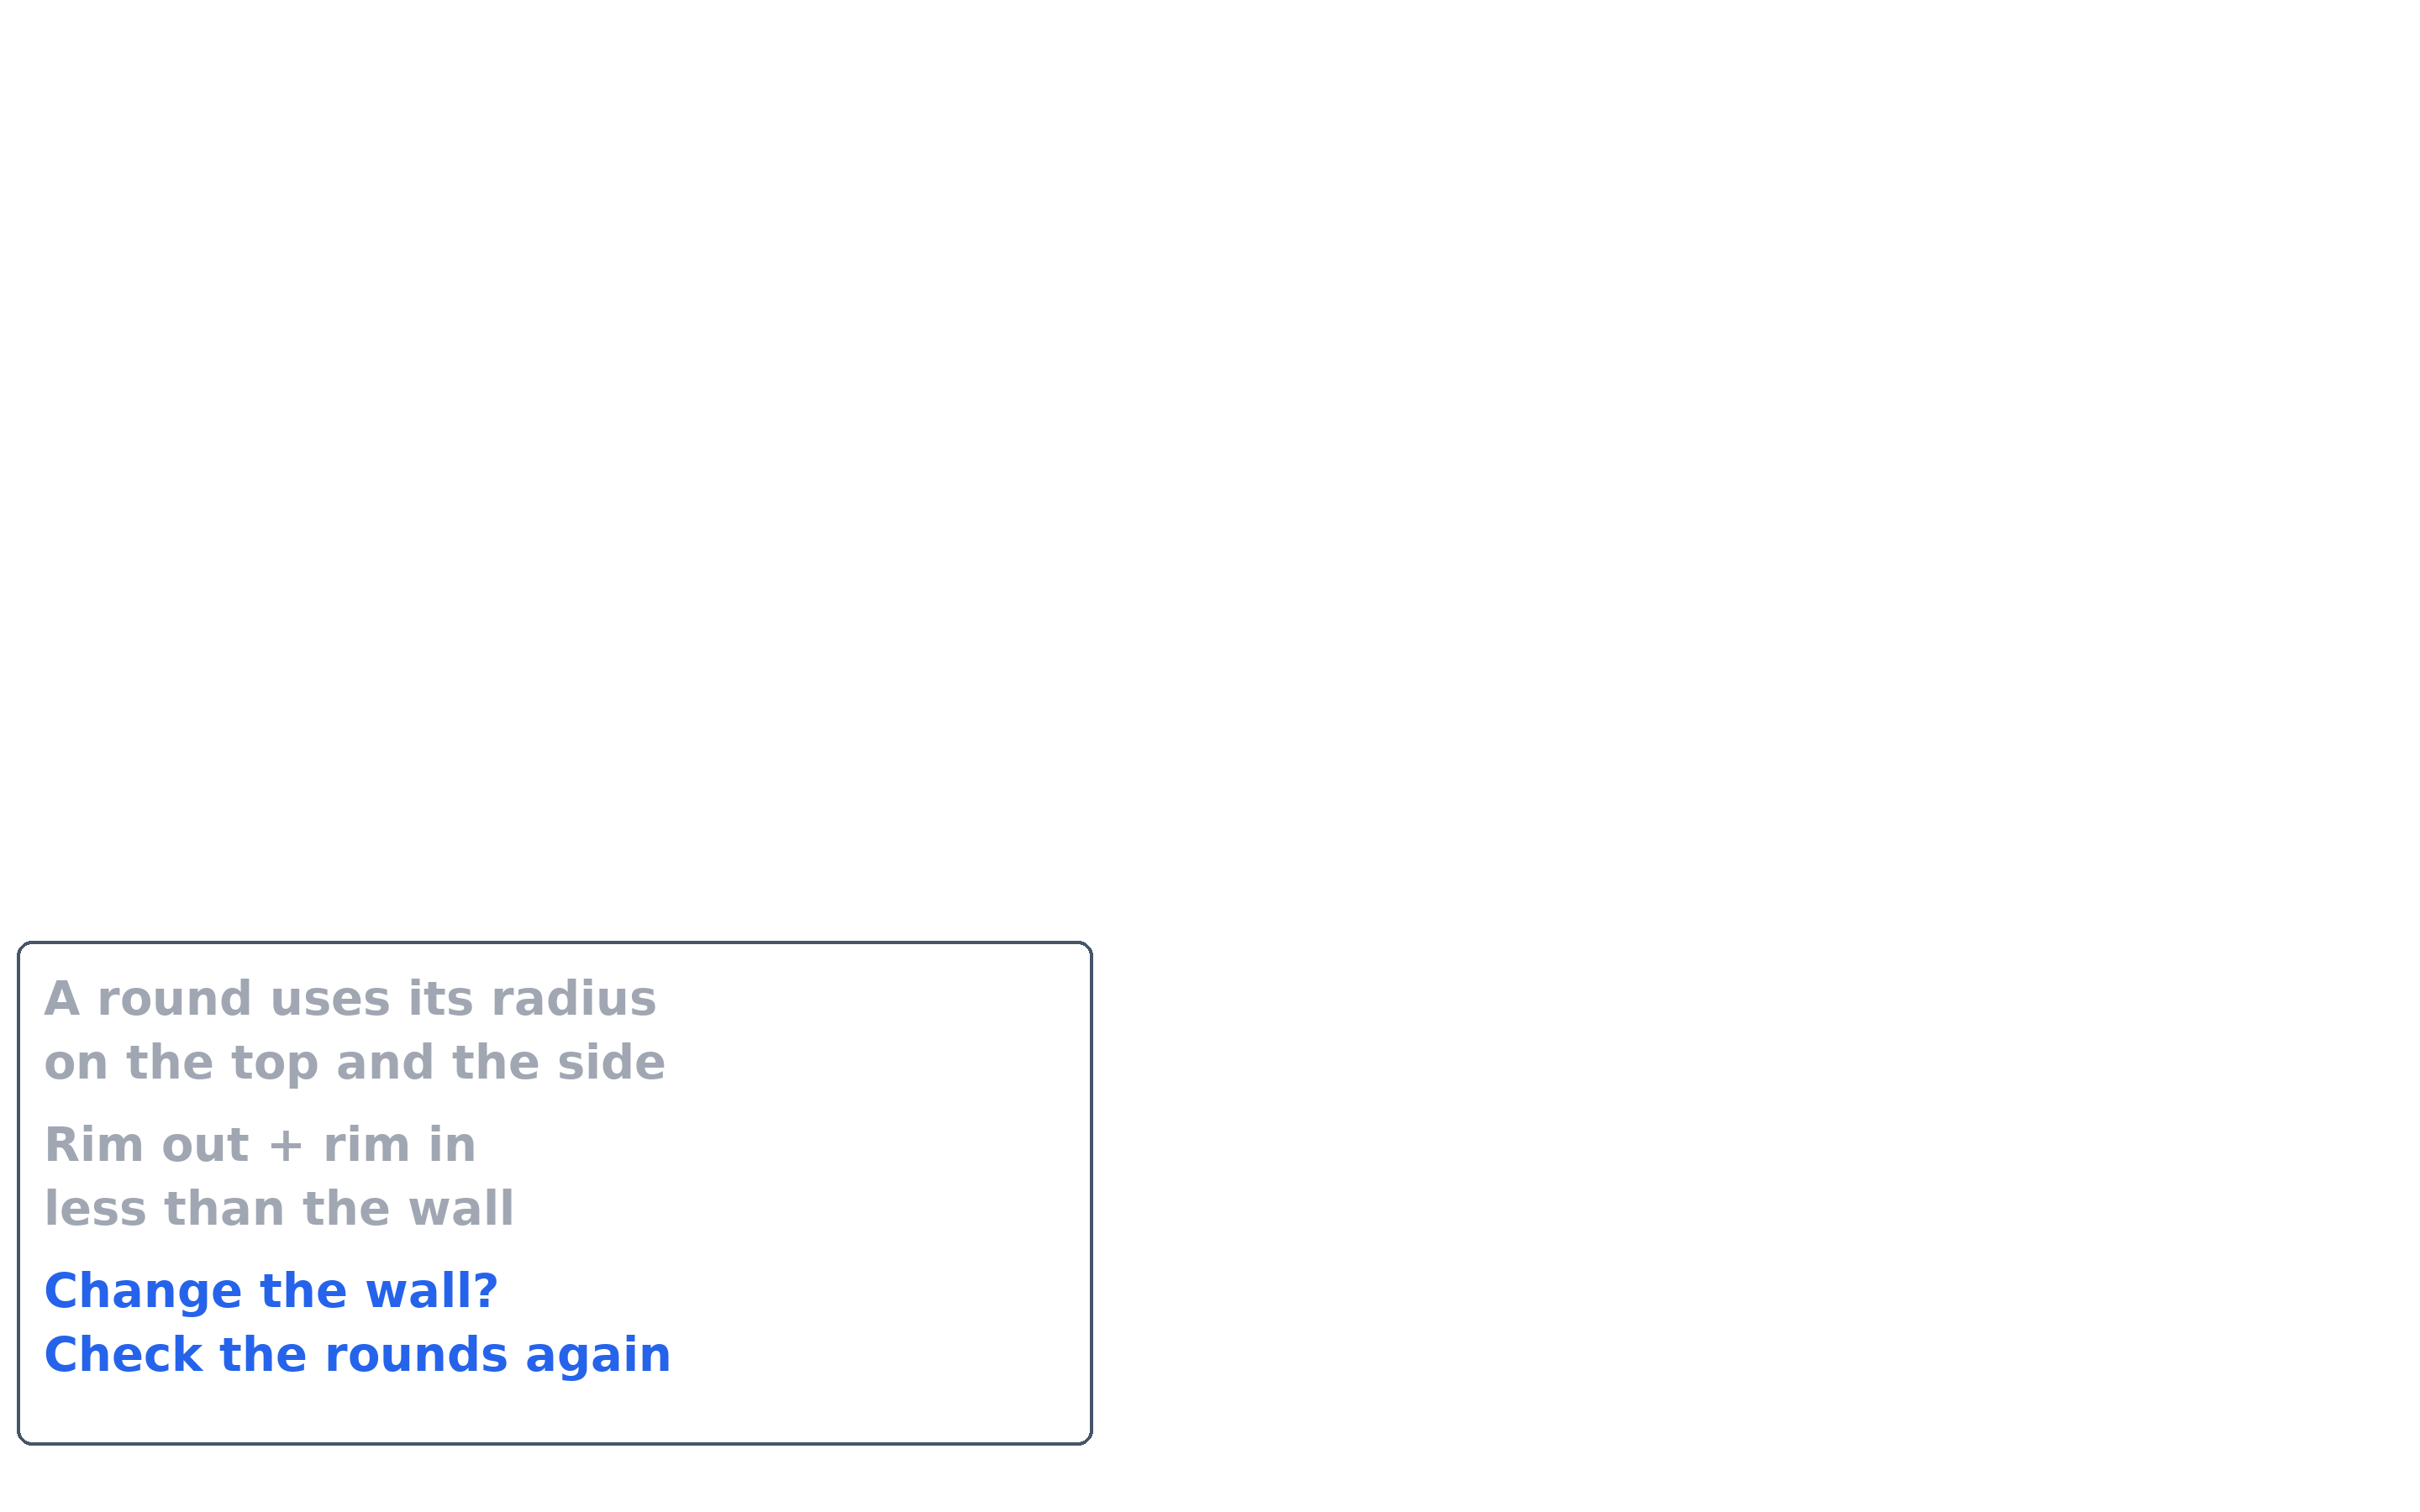 A round uses its radius
on the top and the side
Rim out + rim in
less than the wall
Change the wall?
Check the rounds again